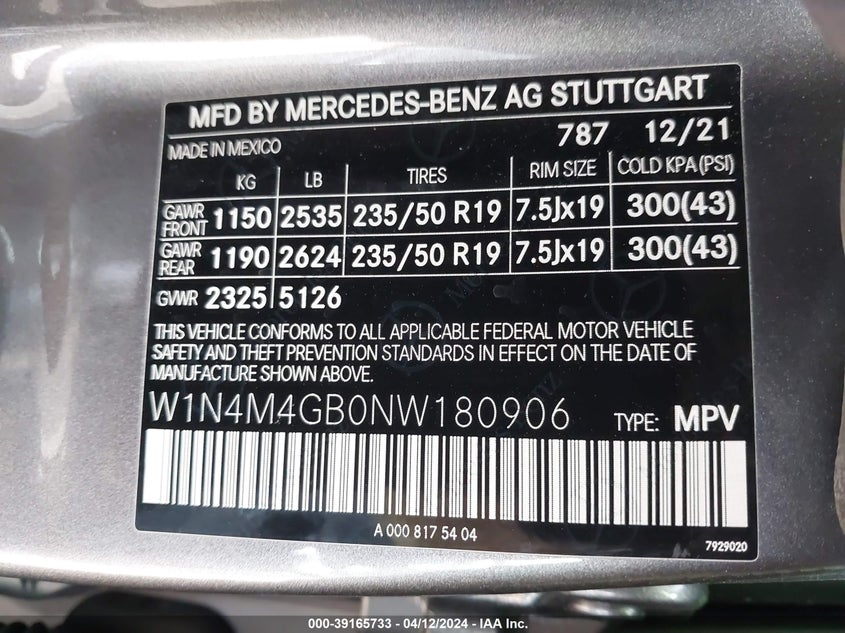 MFD BY MERCEDES-BENZ AG STUTTGART
MADE IN MEXICO 787 12/21
KG LB TIRES RIM SIZE COLD KPA(PSI)
GAWR FRONT 1150 2535 235/50 R19 7.5Jx19 300(43)
GAWR REAR 1190 2624 235/50 R19 7.5Jx19 300(43)
GVWR 2325 5126
THIS VEHICLE CONFORMS TO ALL APPLICABLE FEDERAL MOTOR VEHICLE
SAFETY AND THEFT PREVENTION STANDARDS IN EFFECT ON THE DATE OF
MANUFACTURE SHOWN ABOVE.
W1N4M4GB0NW180906 TYPE: MPV
A 000 817 54 04
7929020
000-39165733 - 04/12/2024 - IAA Inc.